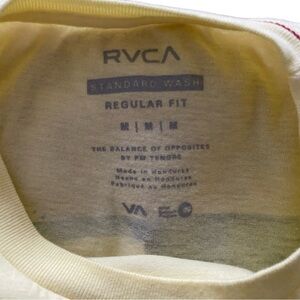 RVCA
STANDARD WASH
REGULAR FIT
M | M | M
THE BALANCE OF OPPOSITES
BY PM TENORE
Made in Honduras
Hecho en Honduras
Fabriqué au Honduras
VA